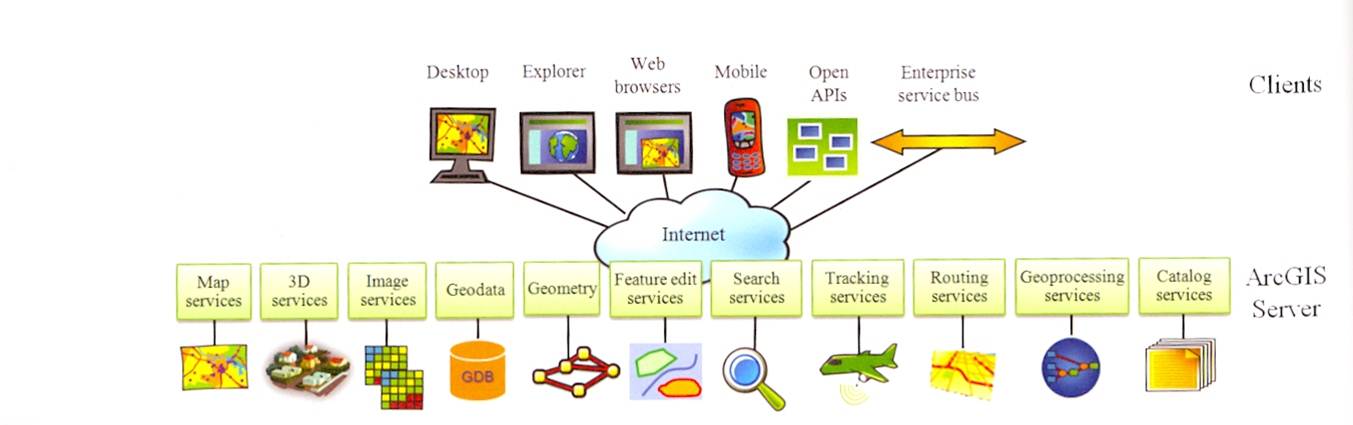 Desktop
Explorer
Web
browsers
Mobile
Open
APIs
Enterprise
service bus
Clients
Internet
Map
services
3D
services
Image
services
Geodata
Geometry
Feature edit
services
Search
services
Tracking
services
Routing
services
Geoprocessing
services
Catalog
services
ArcGIS
Server
GDB